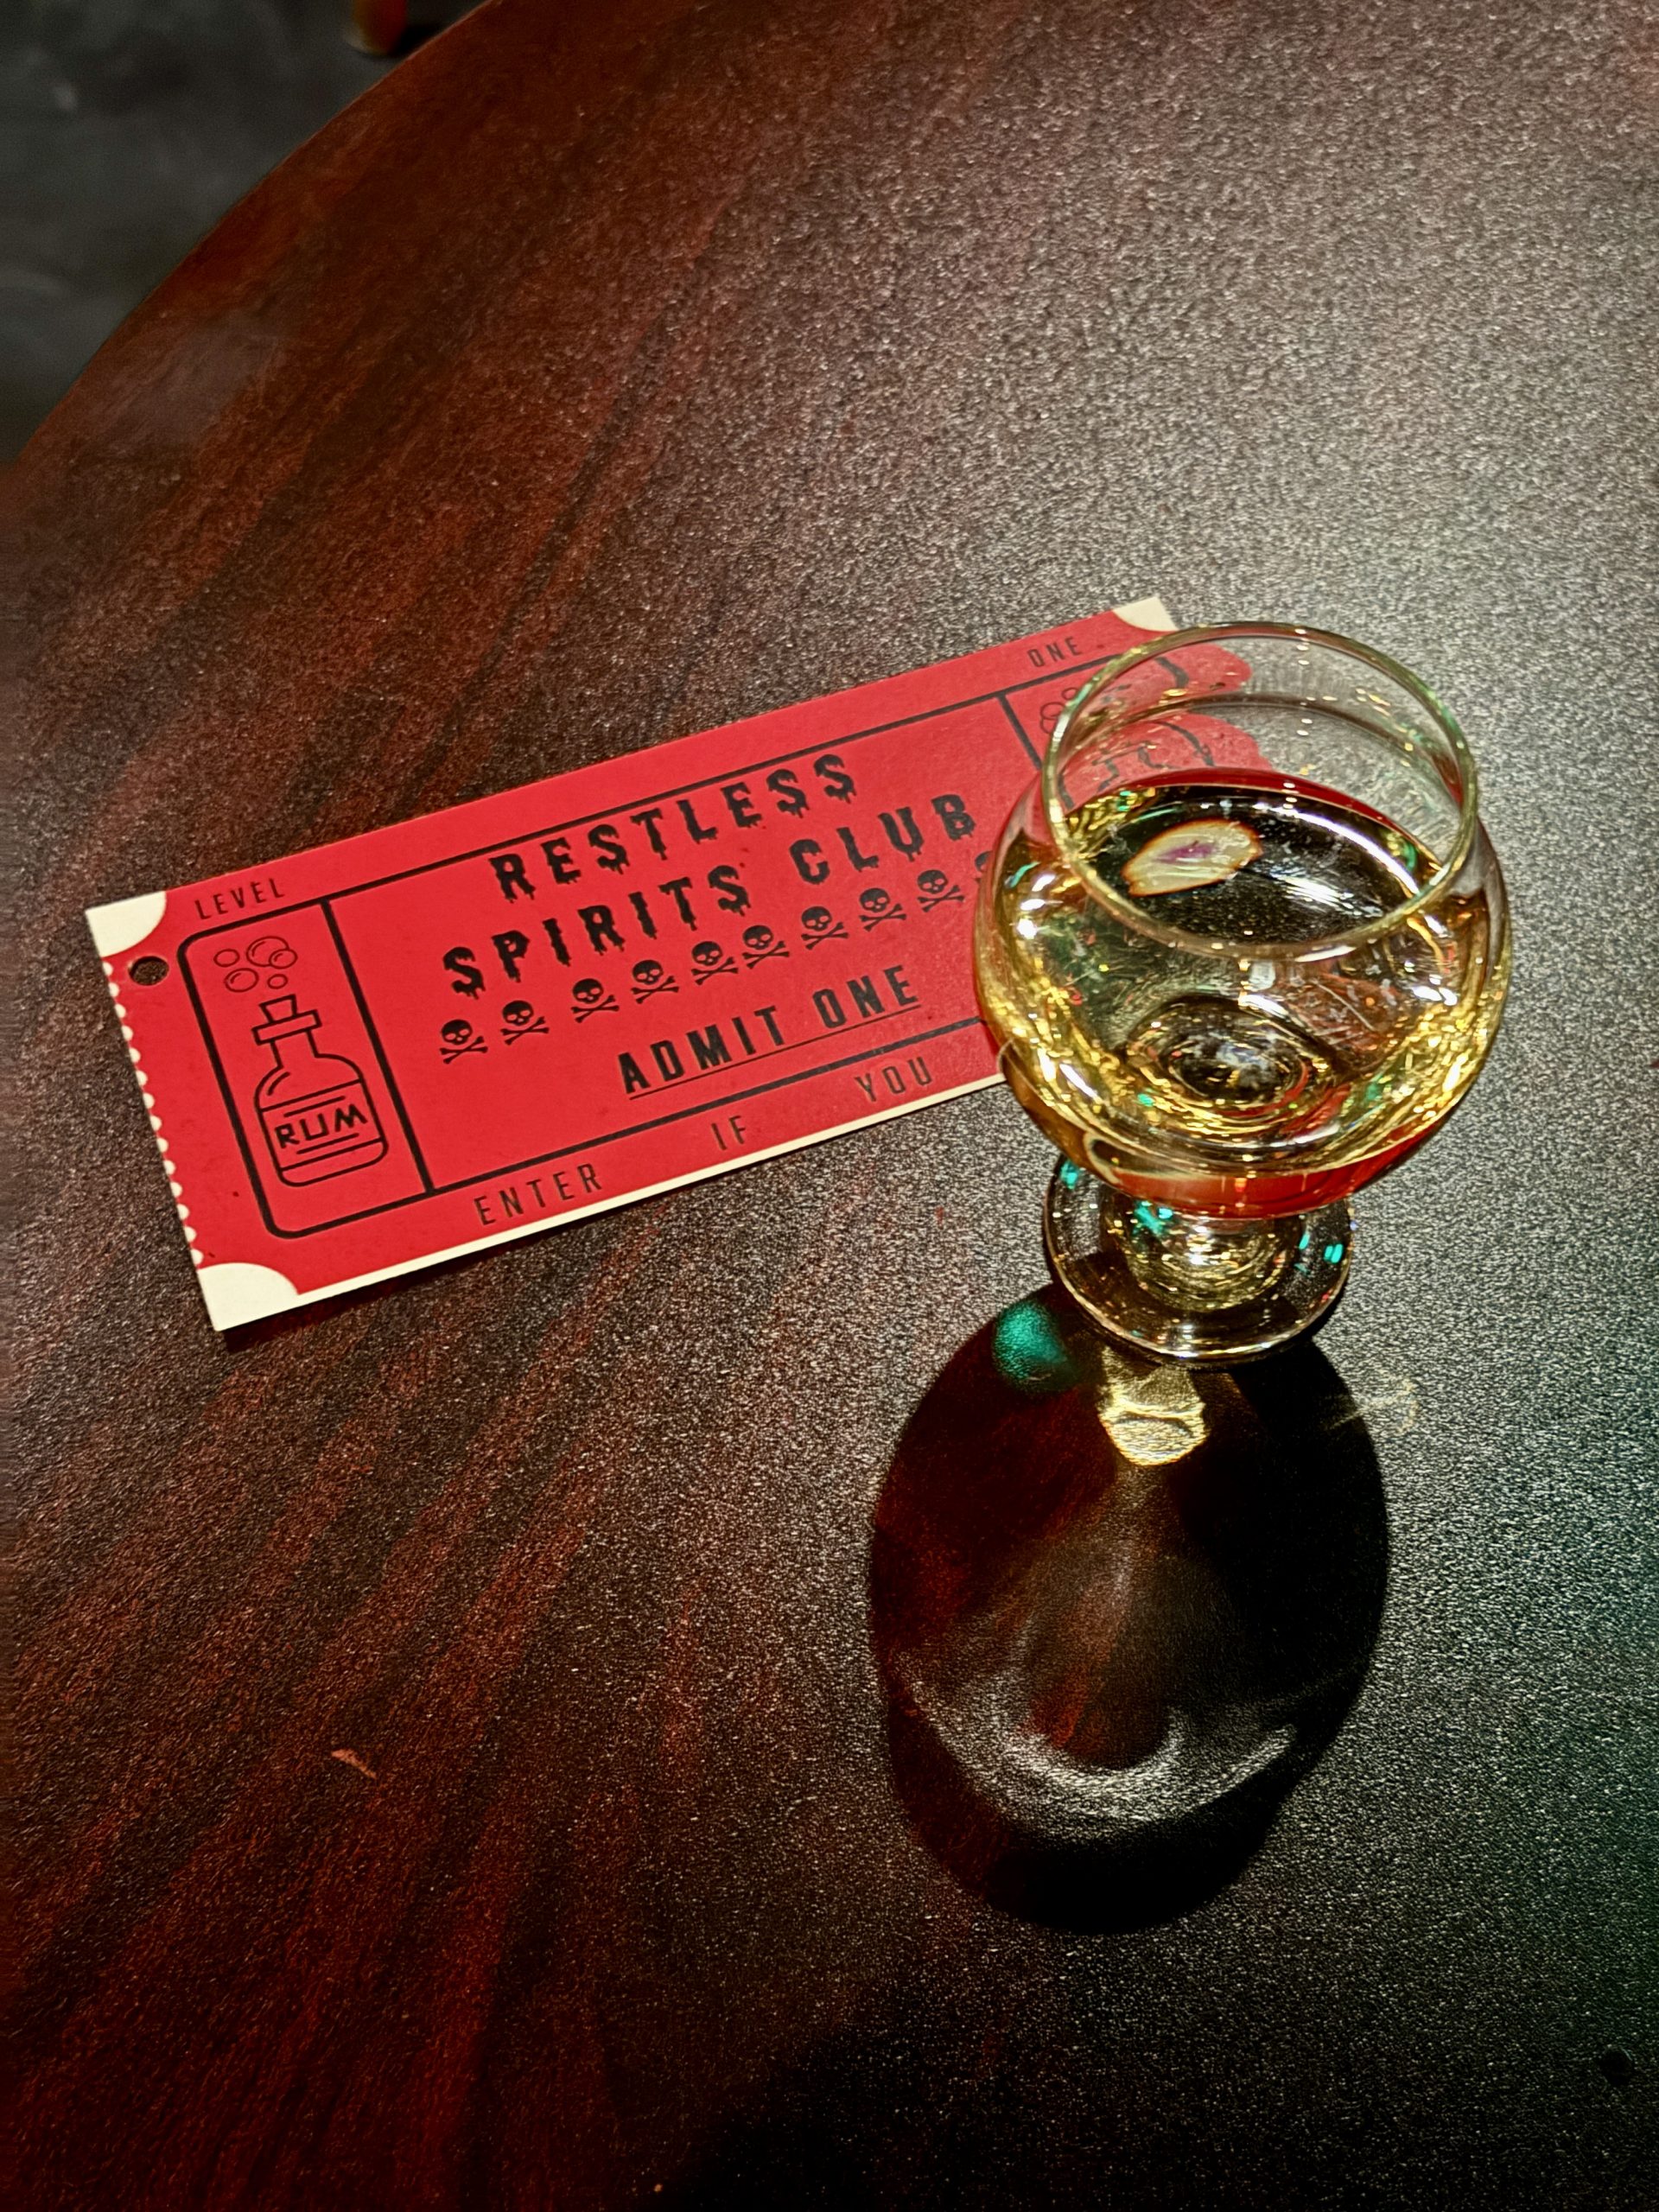 LEVEL ONE
RESTLESS
SPIRITS CLUB
ADMIT ONE
ENTER IF YOU
RUM